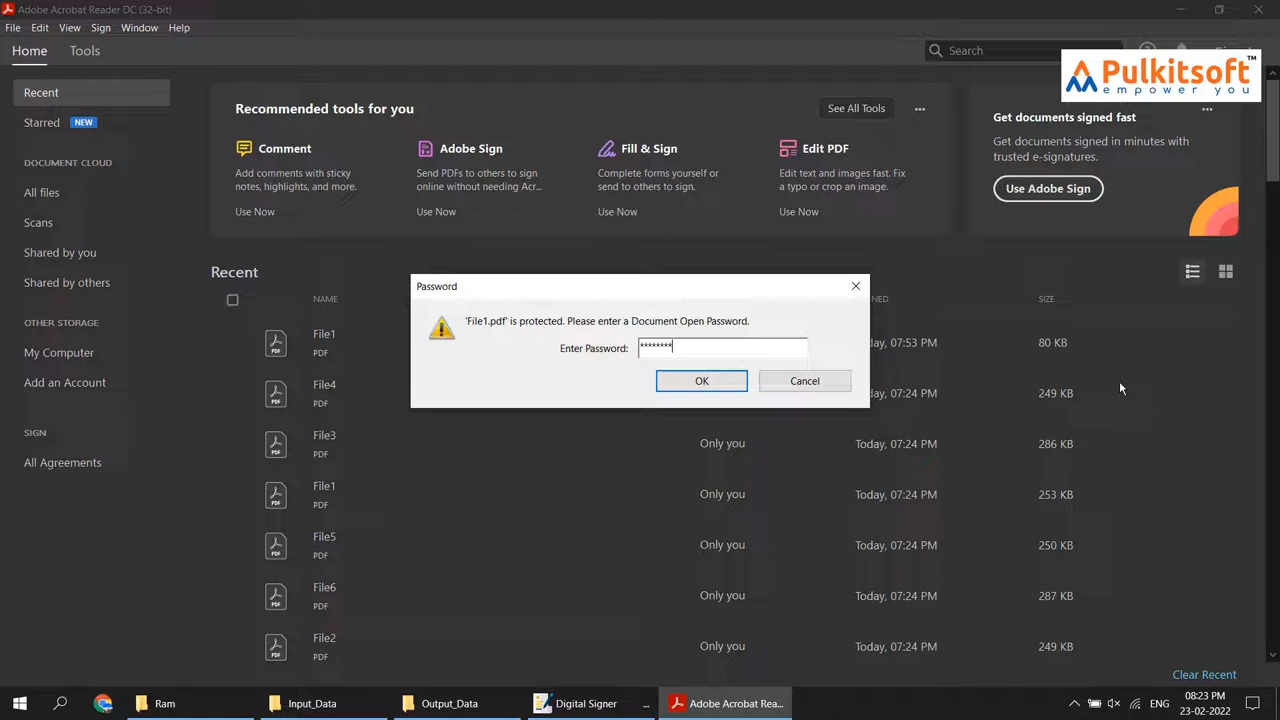 Adobe Acrobat Reader DC (32-bit)
File Edit View Sign Window Help
Home Tools
Search
Pulkitsoft™
empower you
Recent
Starred NEW
DOCUMENT CLOUD
All files
Scans
Shared by you
Shared by others
OTHER STORAGE
My Computer
Add an Account
SIGN
All Agreements
Recommended tools for you
See All Tools
Comment
Add comments with sticky
notes, highlights, and more.
Use Now
Adobe Sign
Send PDFs to others to sign
online without needing Acr...
Use Now
Fill & Sign
Complete forms yourself or
send to others to sign.
Use Now
Edit PDF
Edit text and images fast. Fix
a typo or crop an image.
Use Now
Get documents signed fast
Get documents signed in minutes with
trusted e-signatures.
Use Adobe Sign
Recent
NAME SIZE
File1
PDF
07:53 PM 80 KB
File4
PDF
07:24 PM 249 KB
File3
PDF
Only you Today, 07:24 PM 286 KB
File1
PDF
Only you Today, 07:24 PM 253 KB
File5
PDF
Only you Today, 07:24 PM 250 KB
File6
PDF
Only you Today, 07:24 PM 287 KB
File2
PDF
Only you Today, 07:24 PM 249 KB
Clear Recent
Password
'File1.pdf' is protected. Please enter a Document Open Password.
Enter Password: ********
OK Cancel
Ram Input_Data Output_Data Digital Signer ... Adobe Acrobat Rea...
ENG
08:23 PM
23-02-2022